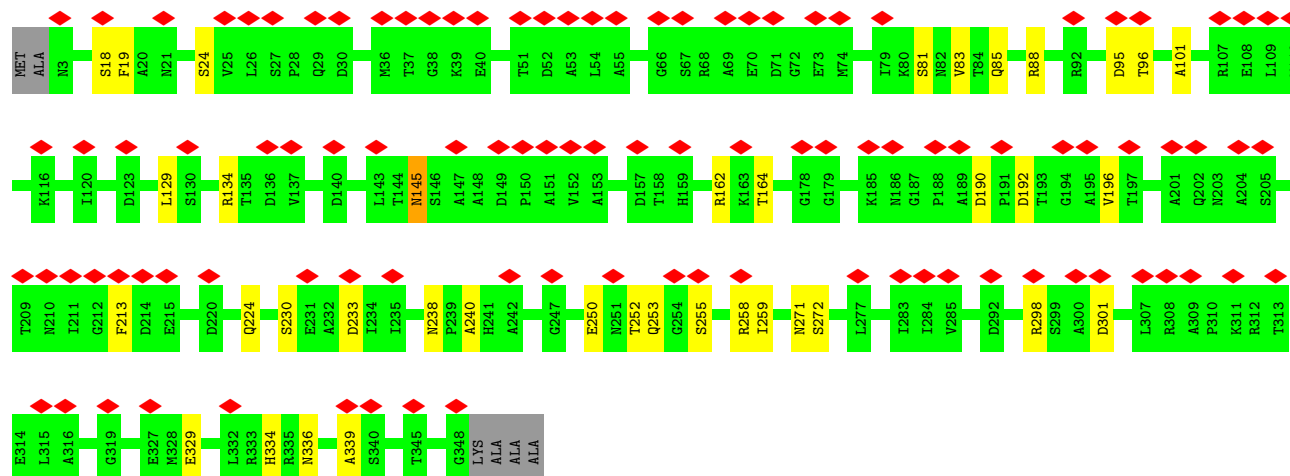 MET ALA N3 S18 F19 A20 N21 S24 V25 L26 S27 P28 Q29 D30 M36 T37 G38 K39 E40 T51 D52 A53 L54 A55 G66 S67 R68 A69 E70 D71 G72 E73 M74 I79 K80 S81 N82 V83 T84 Q85 R88 R92 D95 T96 A101 R107 E108 L109
K116 I120 D123 L129 S130 R134 T135 D136 V137 D140 L143 T144 N145 S146 A147 A148 D149 P150 A151 V152 A153 D157 T158 H159 R162 K163 T164 G178 G179 K185 N186 G187 P188 A189 D190 P191 D192 T193 G194 A195 V196 T197 A201 Q202 N203 A204 S205
T209 N210 I211 G212 F213 D214 E215 D220 Q224 S230 E231 A232 D233 I234 I235 N238 P239 A240 H241 A242 G247 E250 N251 T252 Q253 G254 S255 R258 I259 N271 S272 L277 I283 I284 V285 D292 R298 S299 A300 D301 L307 R308 A309 P310 K311 R312 T313
E314 L315 A316 G319 E327 M328 E329 L332 R333 H334 R335 N336 A339 S340 T345 G348 LYS ALA ALA ALA